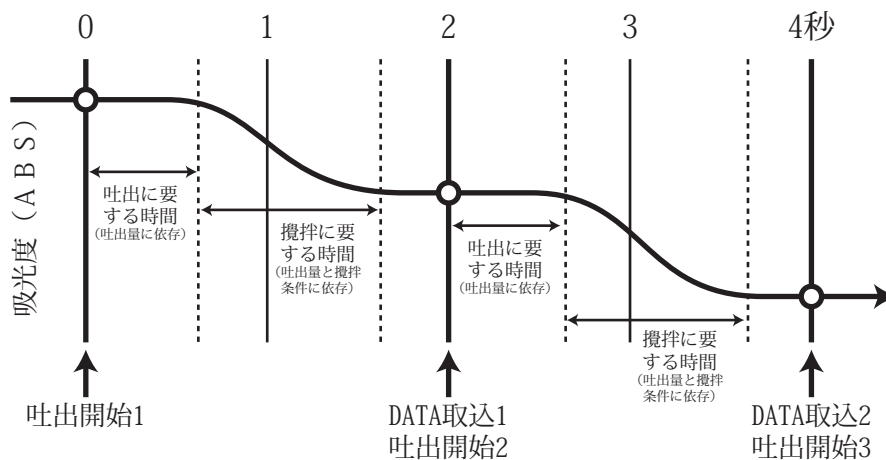 0
1
2
3
4秒
吸光度（ABS）
吐出に要
する時間
（吐出量に依存）
攪拌に要
する時間
（吐出量と攪拌
条件に依存）
吐出に要
する時間
（吐出量に依存）
攪拌に要
する時間
（吐出量と攪拌
条件に依存）
吐出開始1
DATA取込1
吐出開始2
DATA取込2
吐出開始3